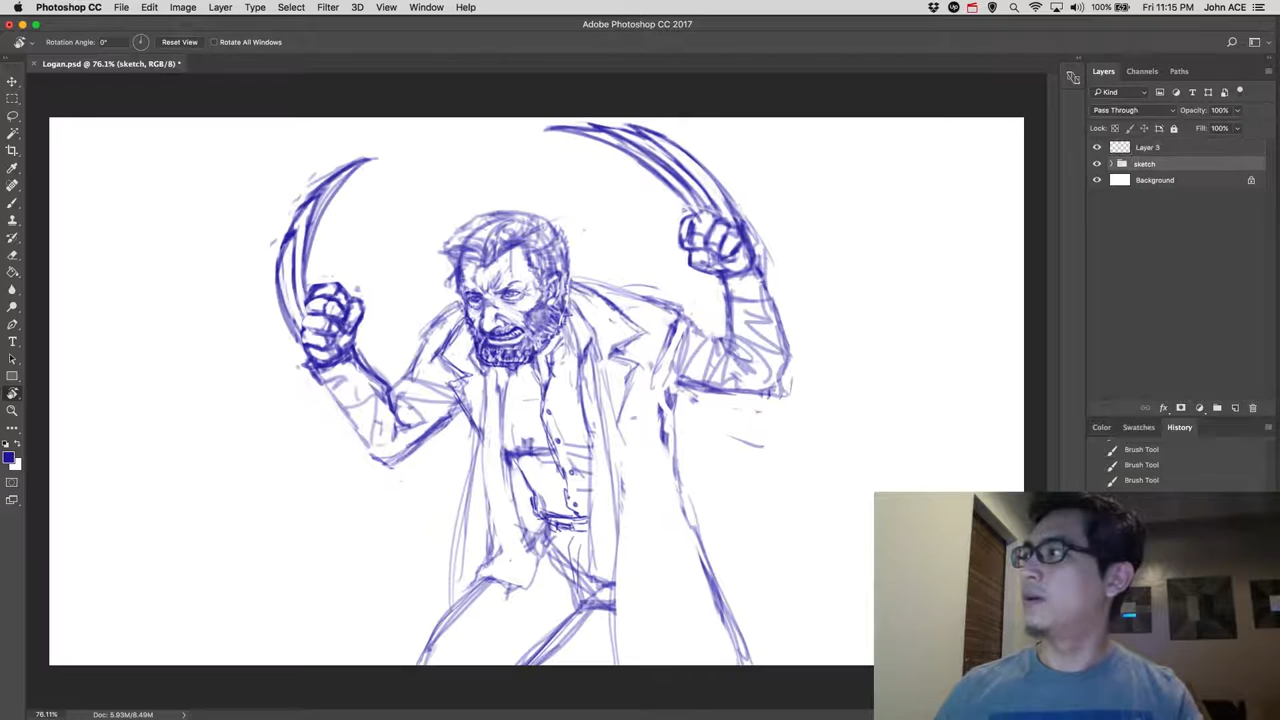 Photoshop CC File Edit Image Layer Type Select Filter 3D View Window Help 100% Fri 11:15 PM John ACE
Adobe Photoshop CC 2017
Rotation Angle: 0° Reset View Rotate All Windows
× Logan.psd @ 76.1% (sketch, RGB/8) *
Layers Channels Paths
Kind
Pass Through Opacity: 100%
Lock: Fill: 100%
Layer 3
sketch
Background
fx
Color Swatches History
Brush Tool
Brush Tool
Brush Tool
76.11% Doc: 5.93M/8.49M